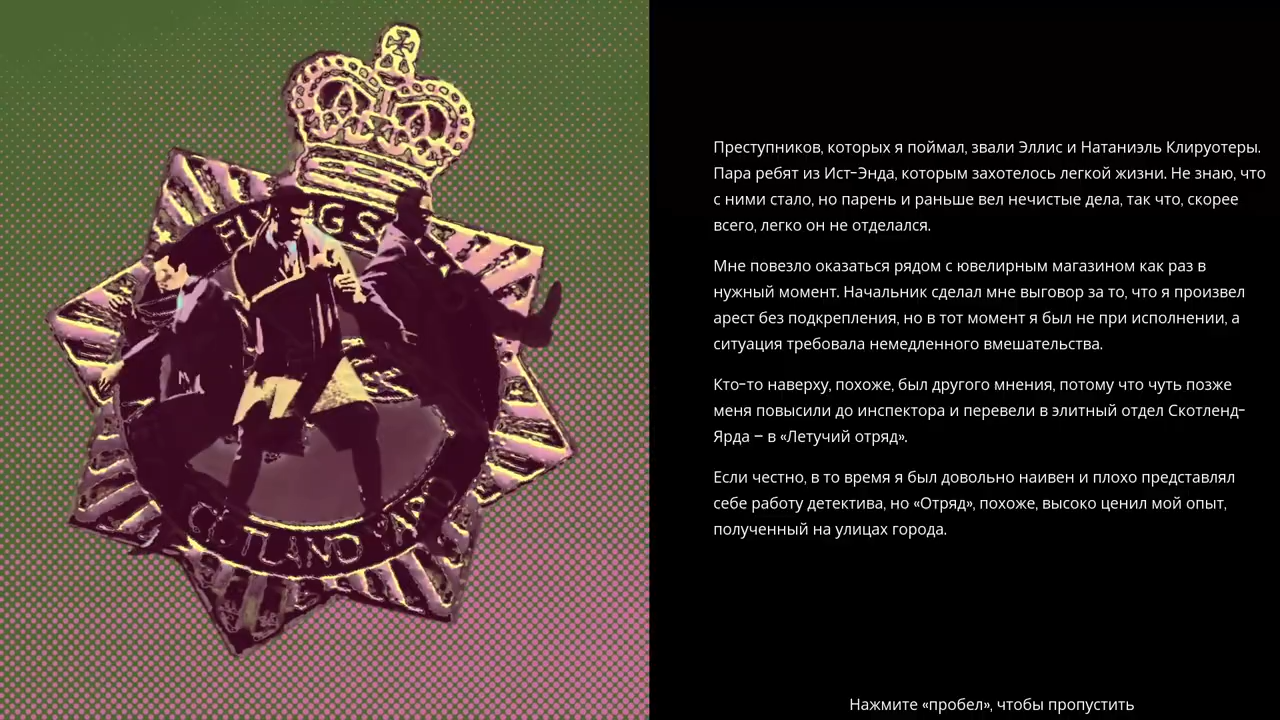 SCOTLAND YARD
Преступников, которых я поймал, звали Эллис и Натаниэль Клируотеры.
Пара ребят из Ист-Энда, которым захотелось легкой жизни. Не знаю, что
с ними стало, но парень и раньше вел нечистые дела, так что, скорее
всего, легко он не отделался.
Мне повезло оказаться рядом с ювелирным магазином как раз в
нужный момент. Начальник сделал мне выговор за то, что я произвел
арест без подкрепления, но в тот момент я был не при исполнении, а
ситуация требовала немедленного вмешательства.
Кто-то наверху, похоже, был другого мнения, потому что чуть позже
меня повысили до инспектора и перевели в элитный отдел Скотленд-
Ярда – в «Летучий отряд».
Если честно, в то время я был довольно наивен и плохо представлял
себе работу детектива, но «Отряд», похоже, высоко ценил мой опыт,
полученный на улицах города.
Нажмите «пробел», чтобы пропустить